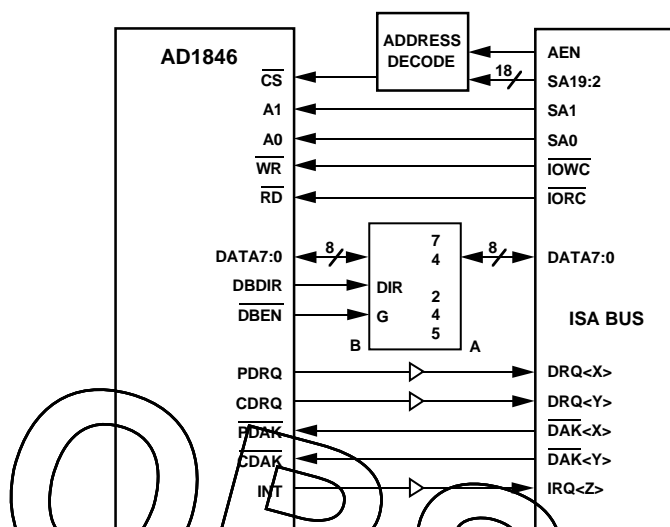 AD1846
ADDRESS
DECODE
AEN
CS
18
SA19:2
A1
SA1
A0
SA0
WR
IOWC
RD
IORC
DATA7:0
8
7
4
8
DATA7:0
DBDIR
DIR
2
DBEN
G
4
5
ISA BUS
B
A
PDRQ
DRQ<X>
CDRQ
DRQ<Y>
PDAK
DAK<X>
CDAK
DAK<Y>
INT
IRQ<Z>